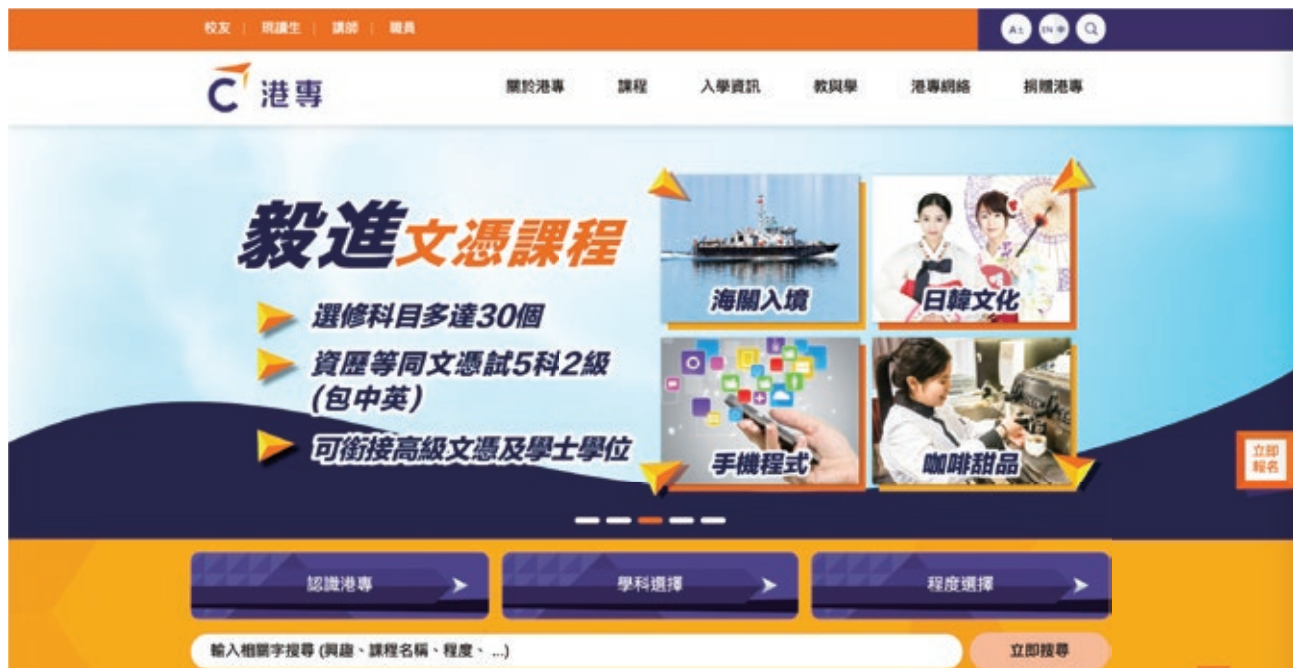 校友 | 現讀生 | 講師 | 職員
A± EN 中
港專
關於港專 課程 入學資訊 教與學 港專網絡 捐贈港專
毅進文憑課程
選修科目多達30個
資歷等同文憑試5科2級
(包中英)
可銜接高級文憑及學士學位
海關入境
日韓文化
手機程式
咖啡甜品
立即
報名
認識港專
學科選擇
程度選擇
輸入相關字搜尋 (興趣、課程名稱、程度、 ...)
立即搜尋